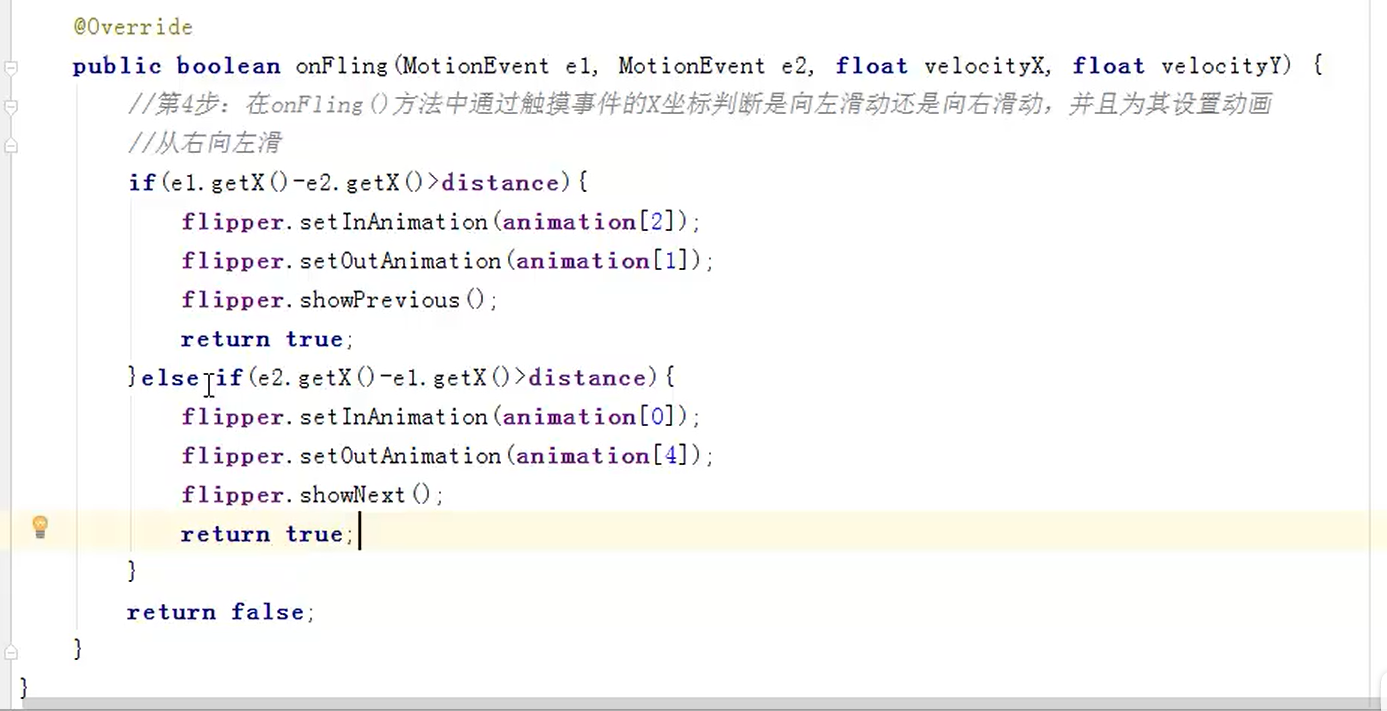 @Override
public boolean onFling(MotionEvent e1, MotionEvent e2, float velocityX, float velocityY) {
//第4步：在onFling()方法中通过触摸事件的X坐标判断是向左滑动还是向右滑动，并且为其设置动画
//从右向左滑
if(e1.getX()-e2.getX()>distance){
flipper.setInAnimation(animation[2]);
flipper.setOutAnimation(animation[1]);
flipper.showPrevious();
return true;
}else if(e2.getX()-e1.getX()>distance){
flipper.setInAnimation(animation[0]);
flipper.setOutAnimation(animation[4]);
flipper.showNext();
return true;
}
return false;
}
}